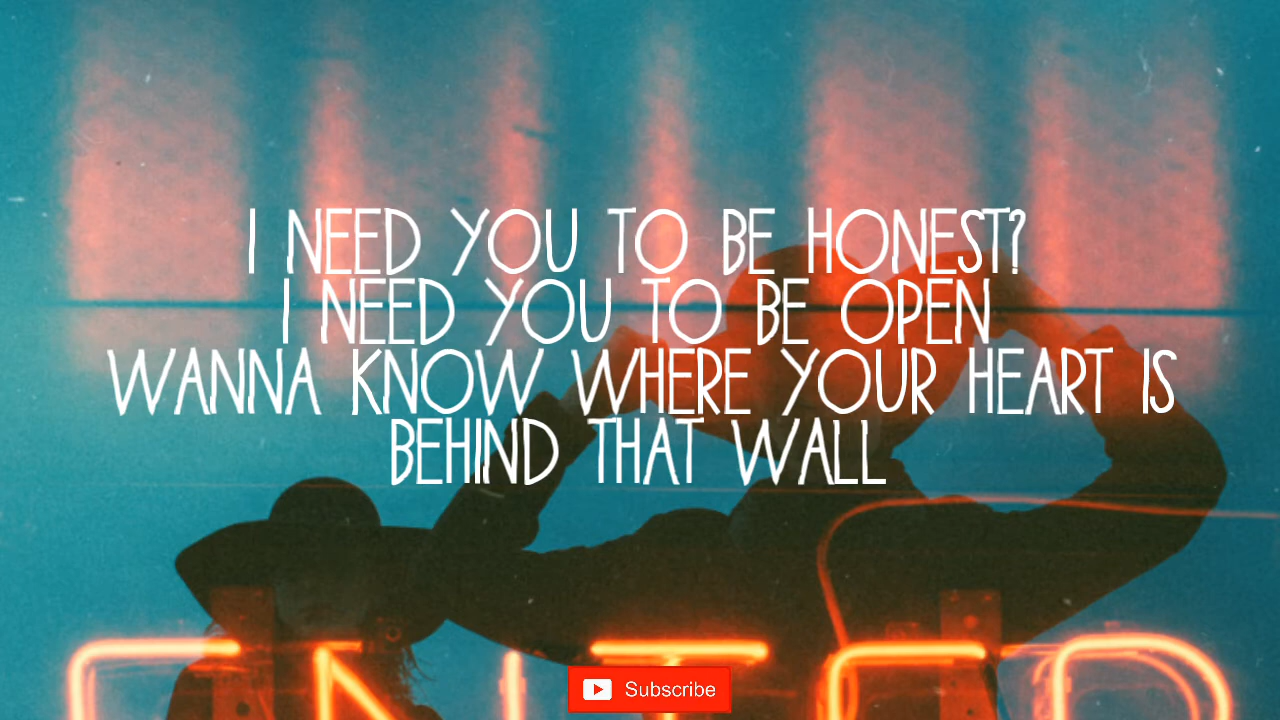 I NEED YOU TO BE HONEST?
I NEED YOU TO BE OPEN
WANNA KNOW WHERE YOUR HEART IS
BEHIND THAT WALL
ENTER
Subscribe